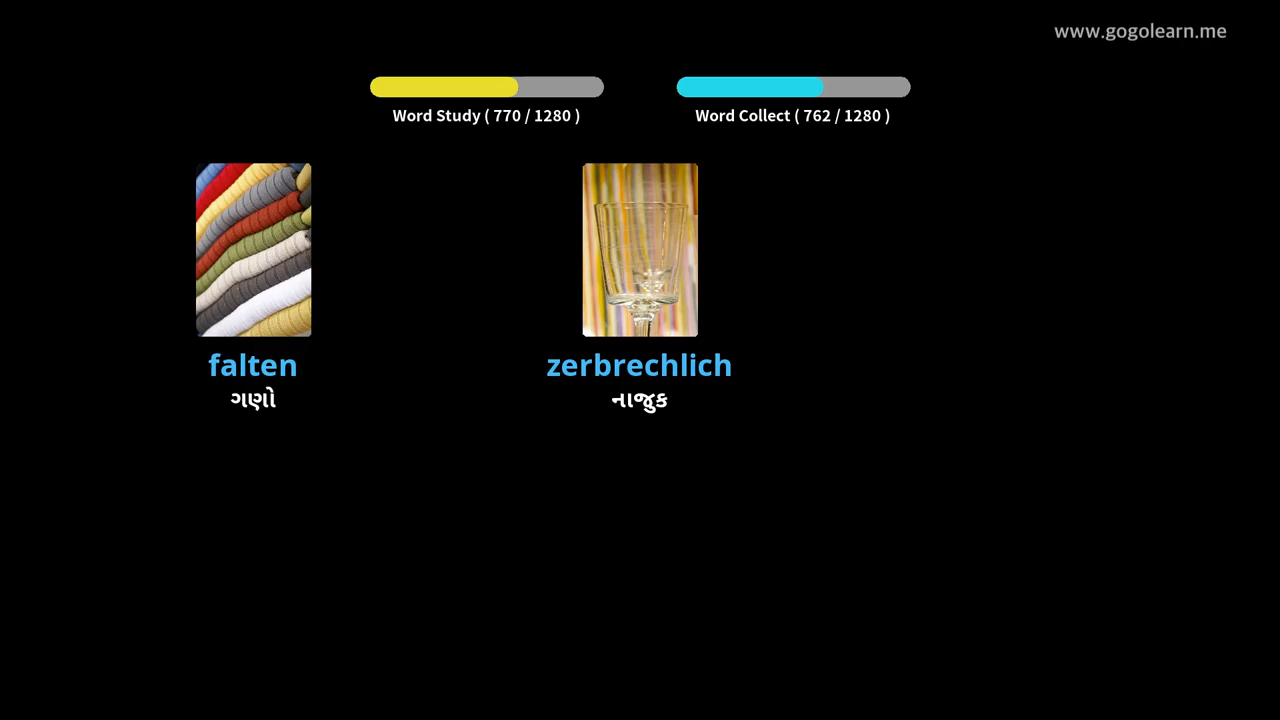 www.gogolearn.me
Word Study ( 770 / 1280 )
Word Collect ( 762 / 1280 )
falten
ગણો
zerbrechlich
નાજુક